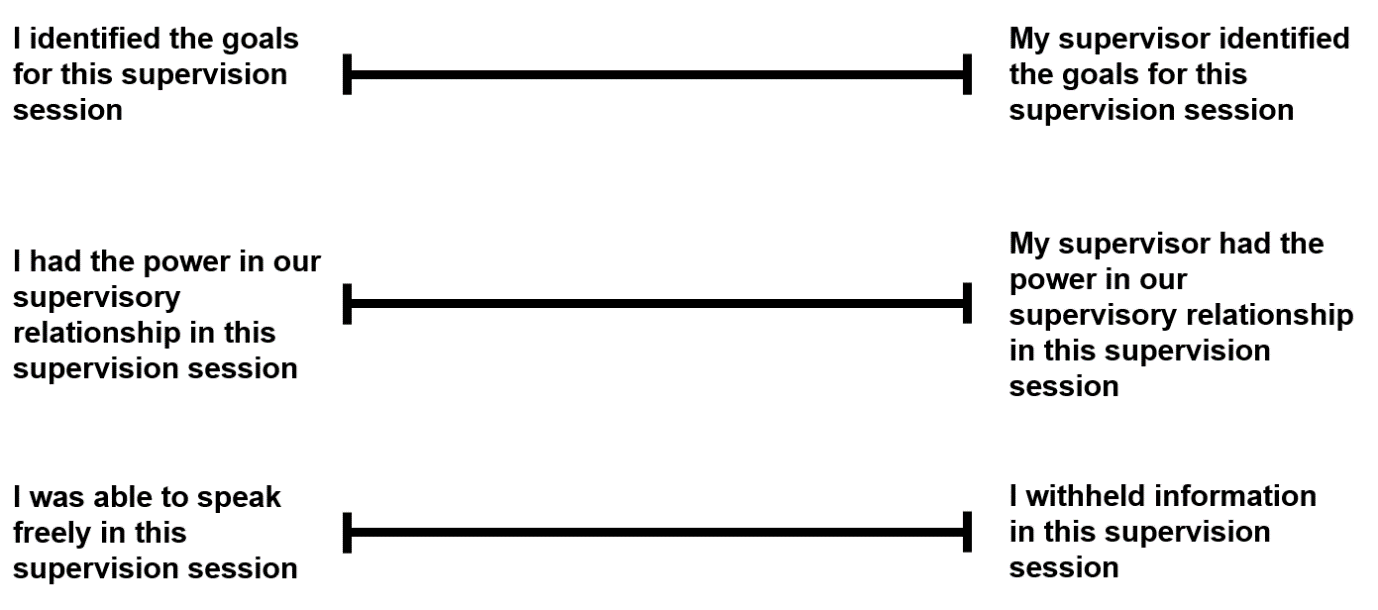 I identified the goals
for this supervision
session
My supervisor identified
the goals for this
supervision session
I had the power in our
supervisory
relationship in this
supervision session
My supervisor had the
power in our
supervisory relationship
in this supervision
session
I was able to speak
freely in this
supervision session
I withheld information
in this supervision
session